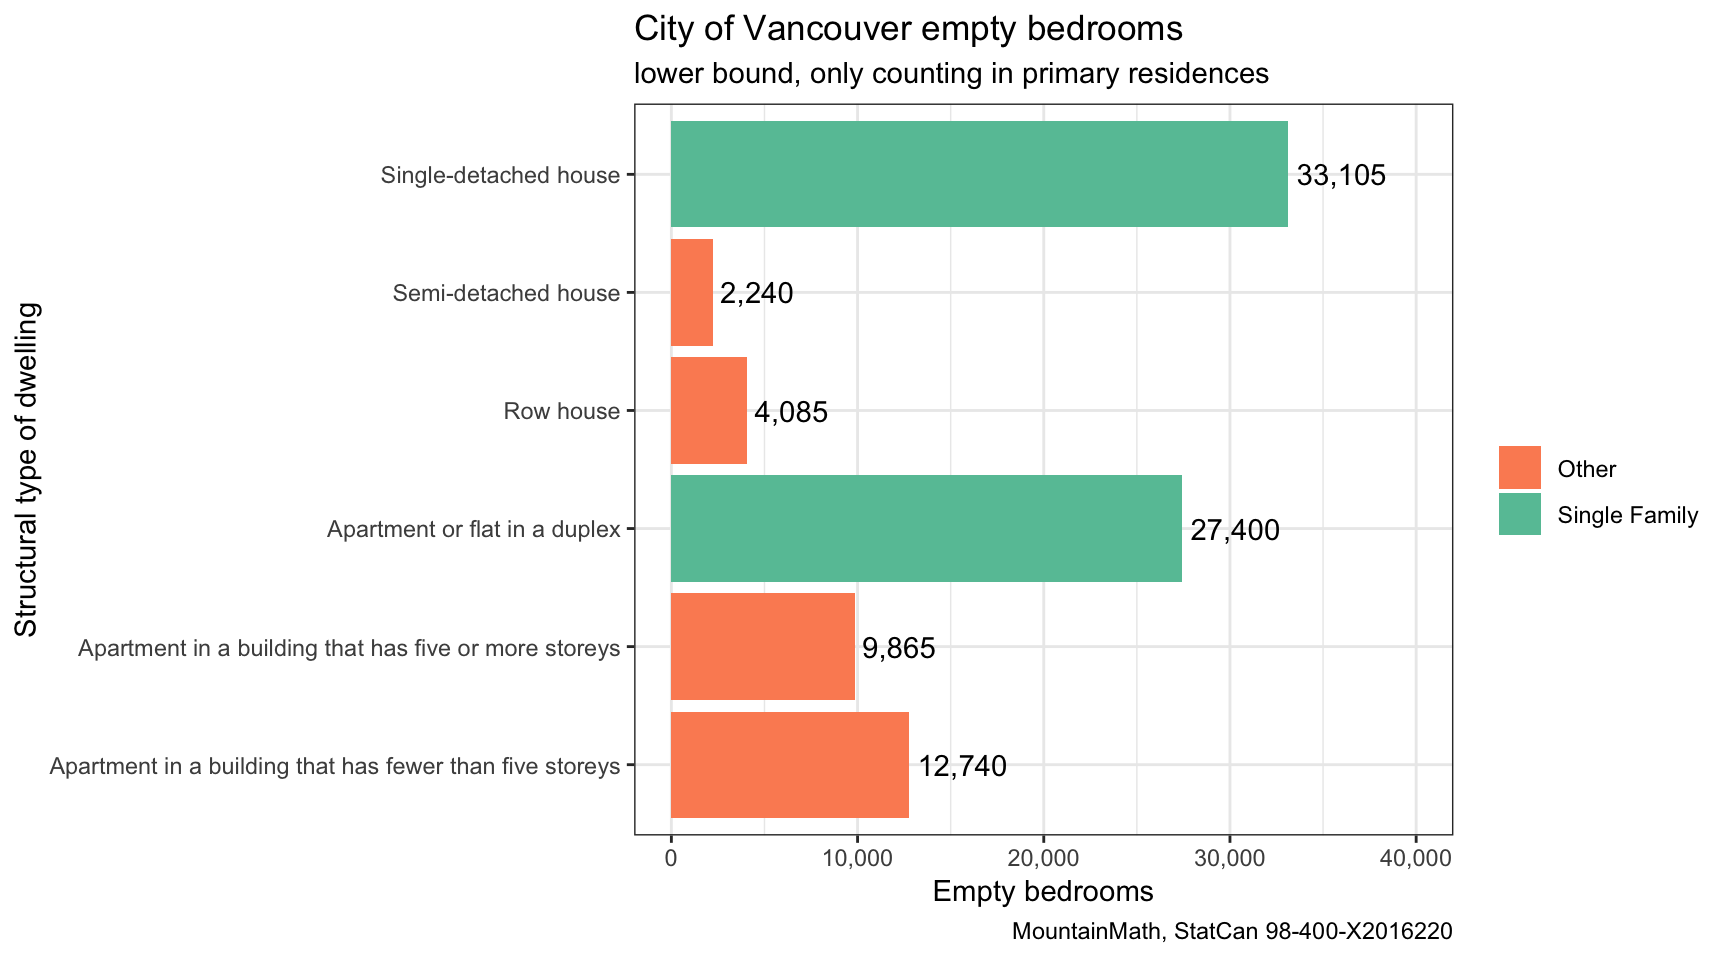 City of Vancouver empty bedrooms
lower bound, only counting in primary residences
Structural type of dwelling
Single-detached house
33,105
Semi-detached house
2,240
Row house
4,085
Apartment or flat in a duplex
27,400
Apartment in a building that has five or more storeys
9,865
Apartment in a building that has fewer than five storeys
12,740
0 10,000 20,000 30,000 40,000
Empty bedrooms
Other
Single Family
MountainMath, StatCan 98-400-X2016220